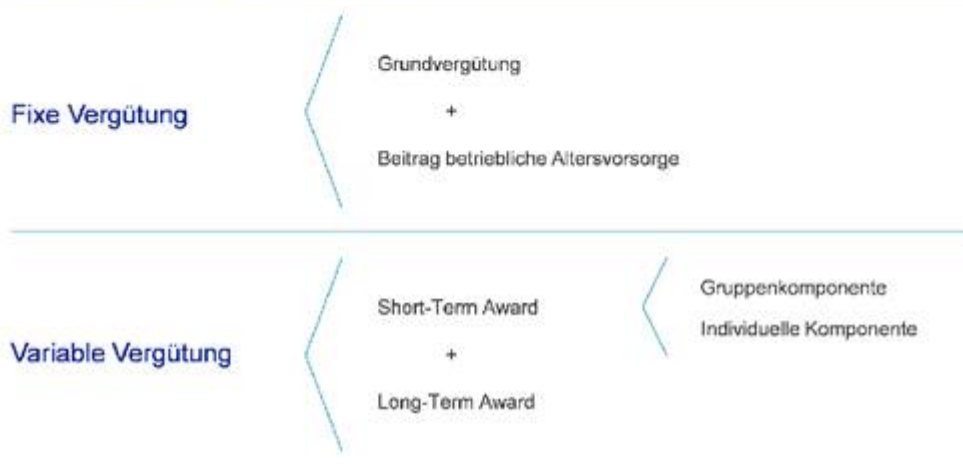 Fixe Vergütung
Grundvergütung
+
Beitrag betriebliche Altersvorsorge
Variable Vergütung
Short-Term Award
+
Long-Term Award
Gruppenkomponente
Individuelle Komponente